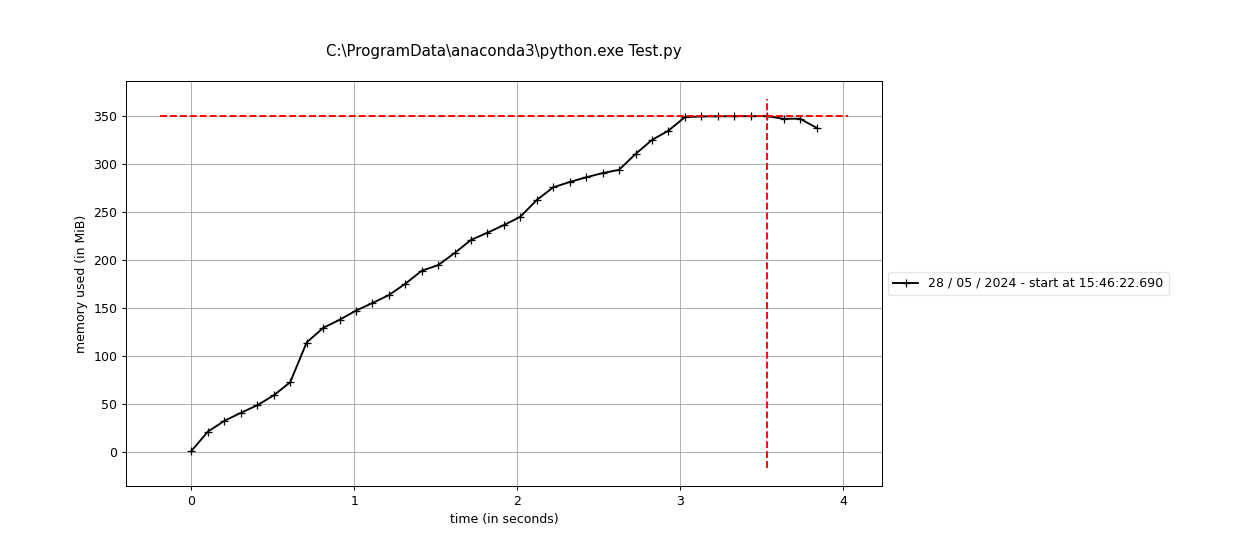 C:\ProgramData\anaconda3\python.exe Test.py
memory used (in MiB)
350
300
250
200
150
100
50
0
0 1 2 3 4
time (in seconds)
28 / 05 / 2024 - start at 15:46:22.690